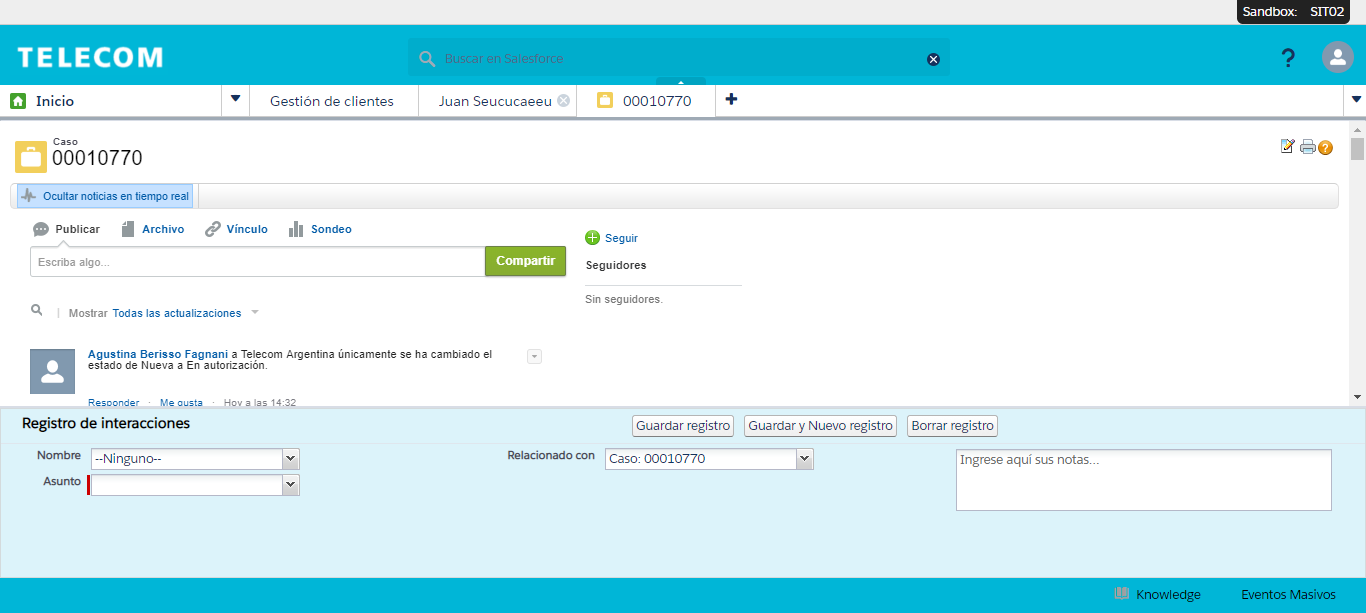 Sandbox: SIT02
TELECOM
Buscar en Salesforce
?
Inicio
Gestión de clientes
Juan Seucucaeeu
00010770
Caso
00010770
Ocultar noticias en tiempo real
Publicar
Archivo
Vínculo
Sondeo
Escriba algo...
Compartir
Seguir
Seguidores
Sin seguidores.
Mostrar Todas las actualizaciones
Agustina Berisso Fagnani a Telecom Argentina únicamente se ha cambiado el
estado de Nueva a En autorización.
Responder · Me gusta · Hoy a las 14:32
Registro de interacciones
Guardar registro
Guardar y Nuevo registro
Borrar registro
Nombre
--Ninguno--
Relacionado con
Caso: 00010770
Ingrese aquí sus notas...
Asunto
Knowledge
Eventos Masivos